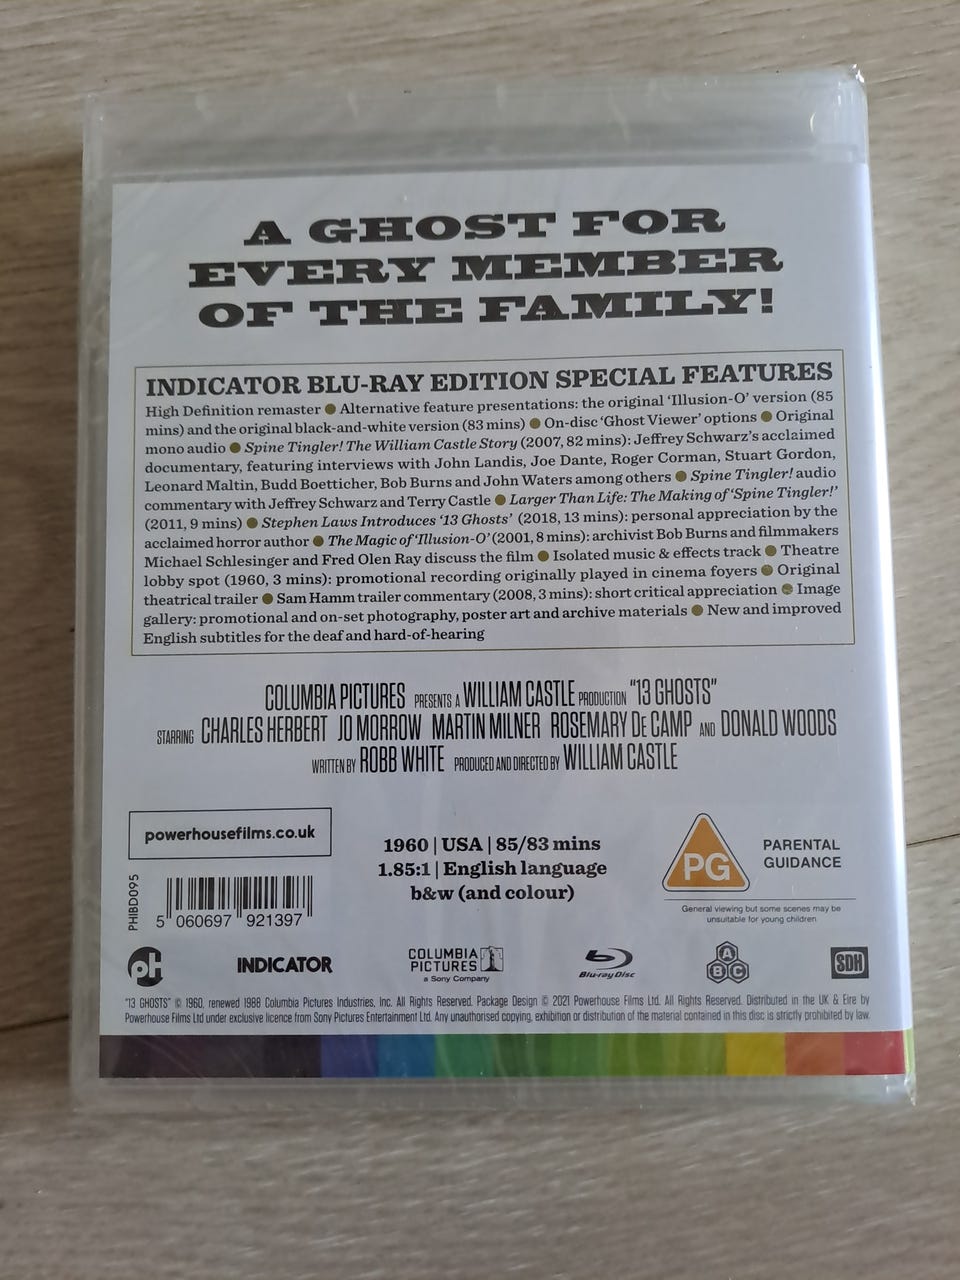 A GHOST FOR
EVERY MEMBER
OF THE FAMILY!
INDICATOR BLU-RAY EDITION SPECIAL FEATURES
High Definition remaster ● Alternative feature presentations: the original 'Illusion-O' version (85
mins) and the original black-and-white version (83 mins) ● On-disc 'Ghost Viewer' options ● Original
mono audio ● Spine Tingler! The William Castle Story (2007, 82 mins): Jeffrey Schwarz's acclaimed
documentary, featuring interviews with John Landis, Joe Dante, Roger Corman, Stuart Gordon,
Leonard Maltin, Budd Boetticher, Bob Burns and John Waters among others ● Spine Tingler! audio
commentary with Jeffrey Schwarz and Terry Castle ● Larger Than Life: The Making of 'Spine Tingler!'
(2011, 9 mins) ● Stephen Laws Introduces '13 Ghosts' (2018, 13 mins): personal appreciation by the
acclaimed horror author ● The Magic of 'Illusion-O' (2001, 8 mins): archivist Bob Burns and filmmakers
Michael Schlesinger and Fred Olen Ray discuss the film ● Isolated music & effects track ● Theatre
lobby spot (1960, 3 mins): promotional recording originally played in cinema foyers ● Original
theatrical trailer ● Sam Hamm trailer commentary (2008, 3 mins): short critical appreciation ● Image
gallery: promotional and on-set photography, poster art and archive materials ● New and improved
English subtitles for the deaf and hard-of-hearing
COLUMBIA PICTURES PRESENTS A WILLIAM CASTLE PRODUCTION "13 GHOSTS"
STARRING CHARLES HERBERT JO MORROW MARTIN MILNER ROSEMARY DE CAMP AND DONALD WOODS
WRITTEN BY ROBB WHITE PRODUCED AND DIRECTED BY WILLIAM CASTLE
powerhousefilms.co.uk
PHIBD095
5 060697 921397
1960 | USA | 85/83 mins
1.85:1 | English language
b&w (and colour)
PG
PARENTAL
GUIDANCE
General viewing but some scenes may be
unsuitable for young children
pH
INDICATOR
COLUMBIA
PICTURES
a Sony Company
Blu-ray Disc
A
B C
SDH
"13 GHOSTS" © 1960, renewed 1988 Columbia Pictures Industries, Inc. All Rights Reserved. Package Design © 2021 Powerhouse Films Ltd. All Rights Reserved. Distributed in the UK & Eire by
Powerhouse Films Ltd under exclusive licence from Sony Pictures Entertainment Ltd. Any unauthorised copying, exhibition or distribution of the material contained in this disc is strictly prohibited by law.